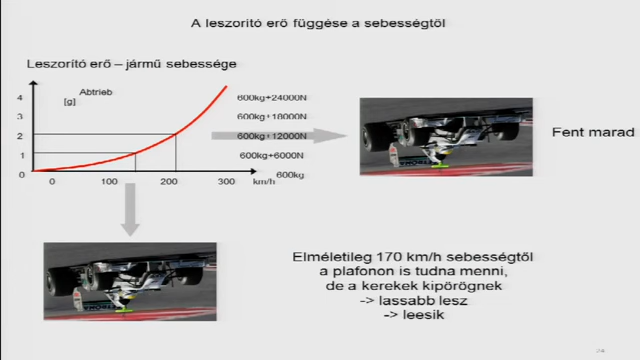 A leszorító erő függése a sebességtől
Leszorító erő – jármű sebessége
Abtrieb
[g]
4
3
2
1
0
600kg+24000N
600kg+18000N
600kg+12000N
600kg+6000N
600kg
0 100 200 300 km/h
Fent marad
Elméletileg 170 km/h sebességtől
a plafonon is tudna menni,
de a kerekek kipörögnek
-> lassabb lesz
-> leesik
24